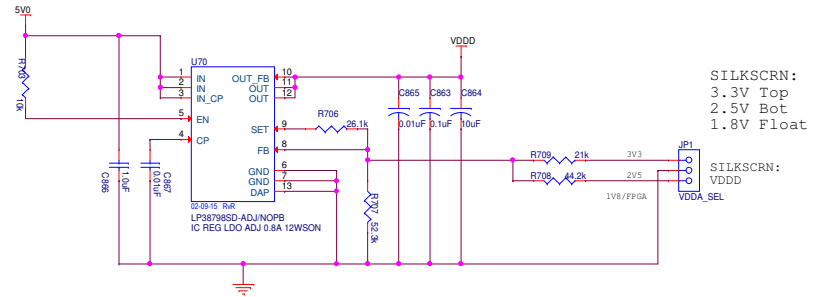 5V0
VDDD
U70
R703
10k
1 IN OUT_FB 10
2 IN OUT 11
3 IN_CP OUT 12
5 EN
4 CP
SET 9
FB 8
GND 6
GND 7
DAP 13
02-09-15 RvR
LP38798SD-ADJ/NOPB
IC REG LDO ADJ 0.8A 12WSON
C866
1.0uF
C867
0.01uF
R706
26.1k
R707
52.3k
C865
0.01uF
C863
0.1uF
C864
10uF
R709 21k 3V3
R708 44.2k 2V5
1V8/FPGA
JP1
VDDA_SEL
SILKSCRN:
3.3V Top
2.5V Bot
1.8V Float
SILKSCRN:
VDDD